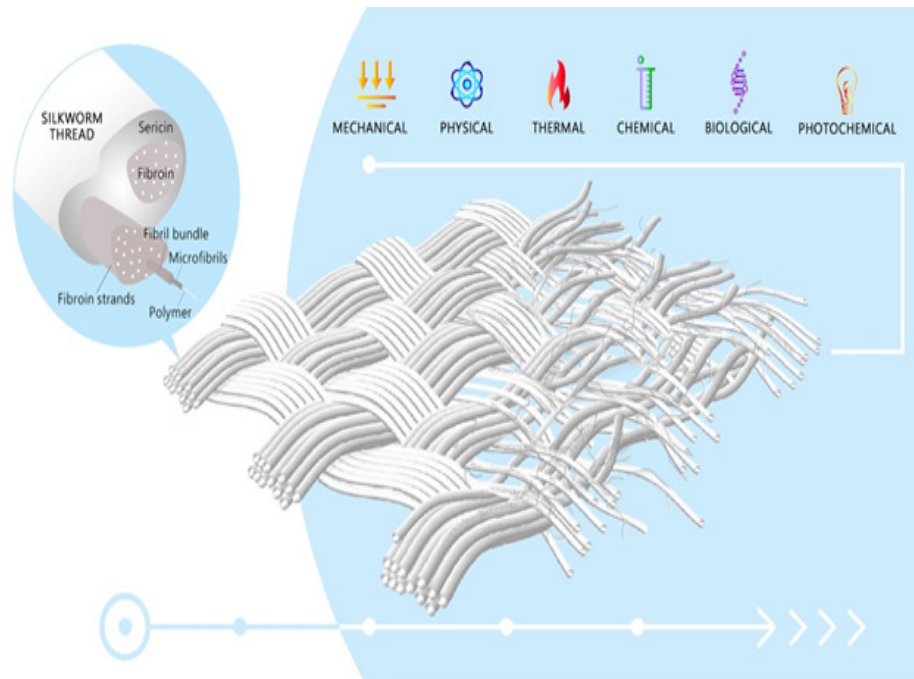 SILKWORM
THREAD
Sericin
Fibroin
Fibril bundle
Microfibrils
Fibroin strands
Polymer
MECHANICAL PHYSICAL THERMAL CHEMICAL BIOLOGICAL PHOTOCHEMICAL